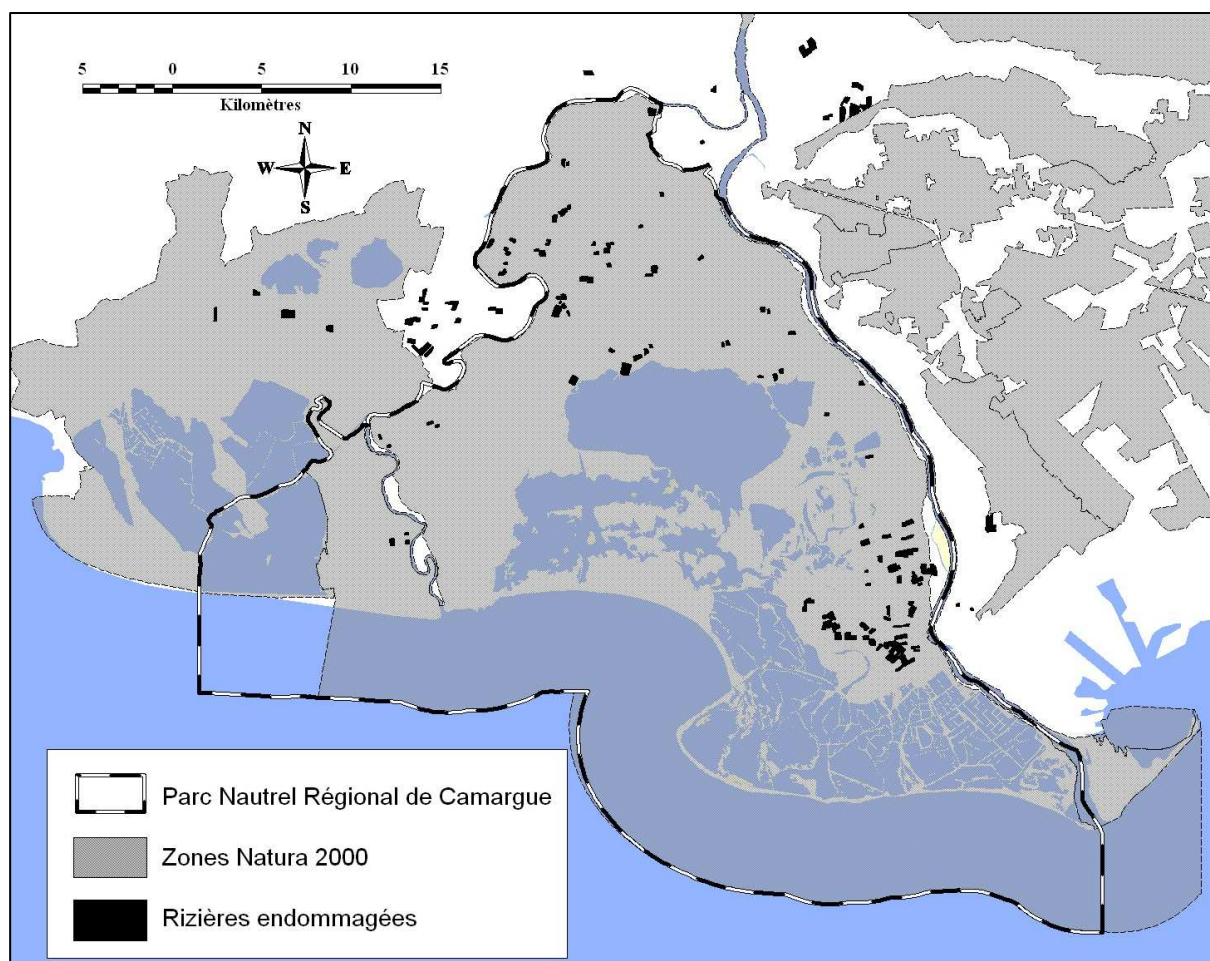 5 0 5 10 15
Kilomètres
N
W E
S
Parc Nautrel Régional de Camargue
Zones Natura 2000
Rizières endommagées